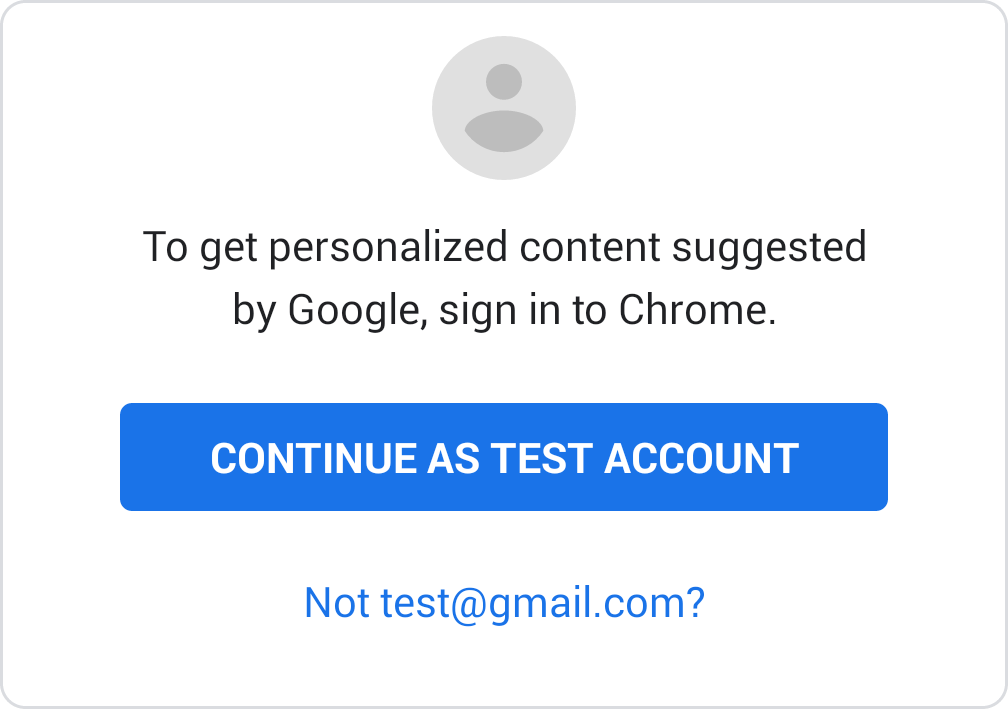 To get personalized content suggested
by Google, sign in to Chrome.
CONTINUE AS TEST ACCOUNT
Not test@gmail.com?